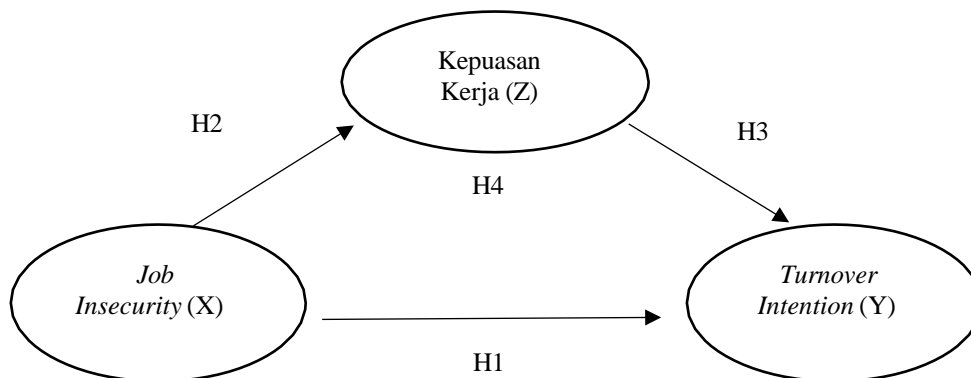 Kepuasan
Kerja (Z)
H2
H3
H4
Job
Insecurity (X)
Turnover
Intention (Y)
H1